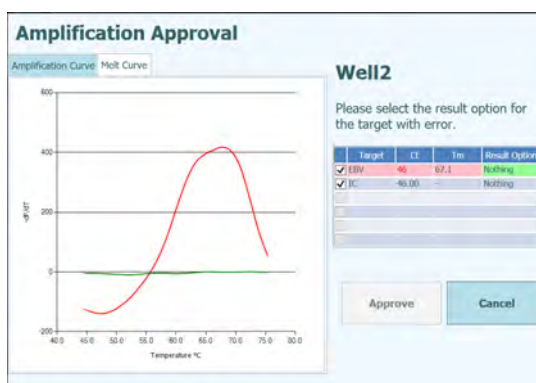 Amplification Approval
Amplification Curve Melt Curve
600
400
200
0
-200
-dF/dT
40.0 45.0 50.0 55.0 60.0 65.0 70.0 75.0 80.0
Temperature ºC
Well2
Please select the result option for
the target with error.
Target Ct Tm Result Option
EBV 46 67.1 Nothing
IC -46.00 - Nothing
Approve Cancel